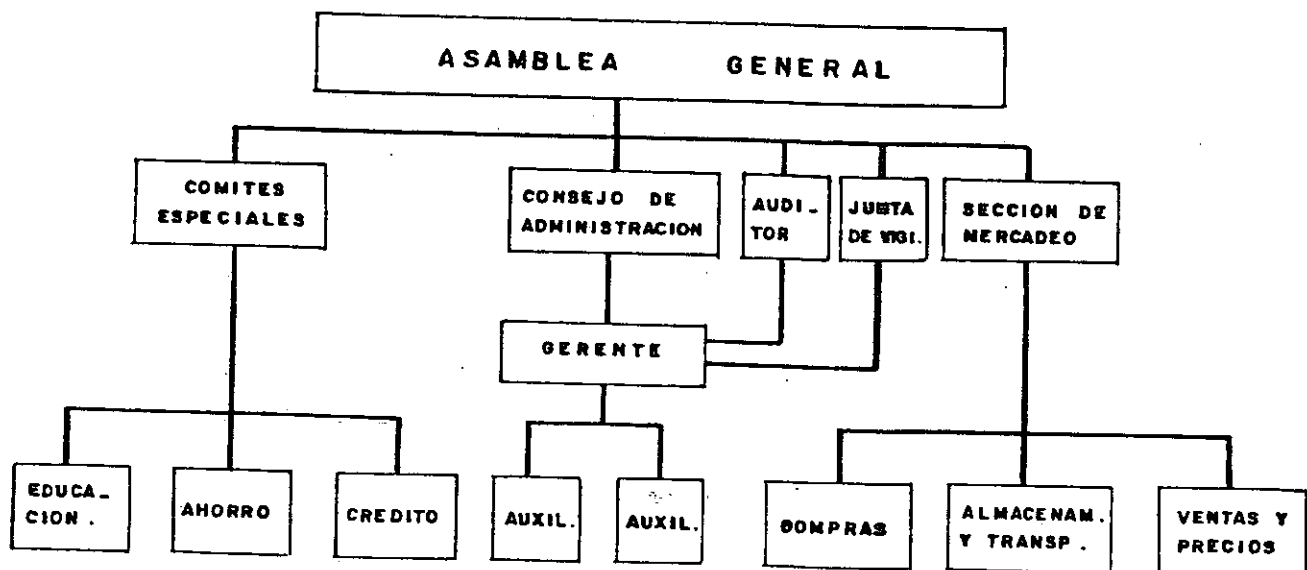 ASAMBLEA GENERAL
COMITES
ESPECIALES
CONSEJO DE
ADMINISTRACION
AUDI_
TOR
JUNTA
DE VIGI.
SECCION DE
MERCADEO
GERENTE
EDUCA_
CION.
AHORRO
CREDITO
AUXIL.
AUXIL.
COMPRAS
ALMACENAM.
Y TRANSP.
VENTAS Y
PRECIOS